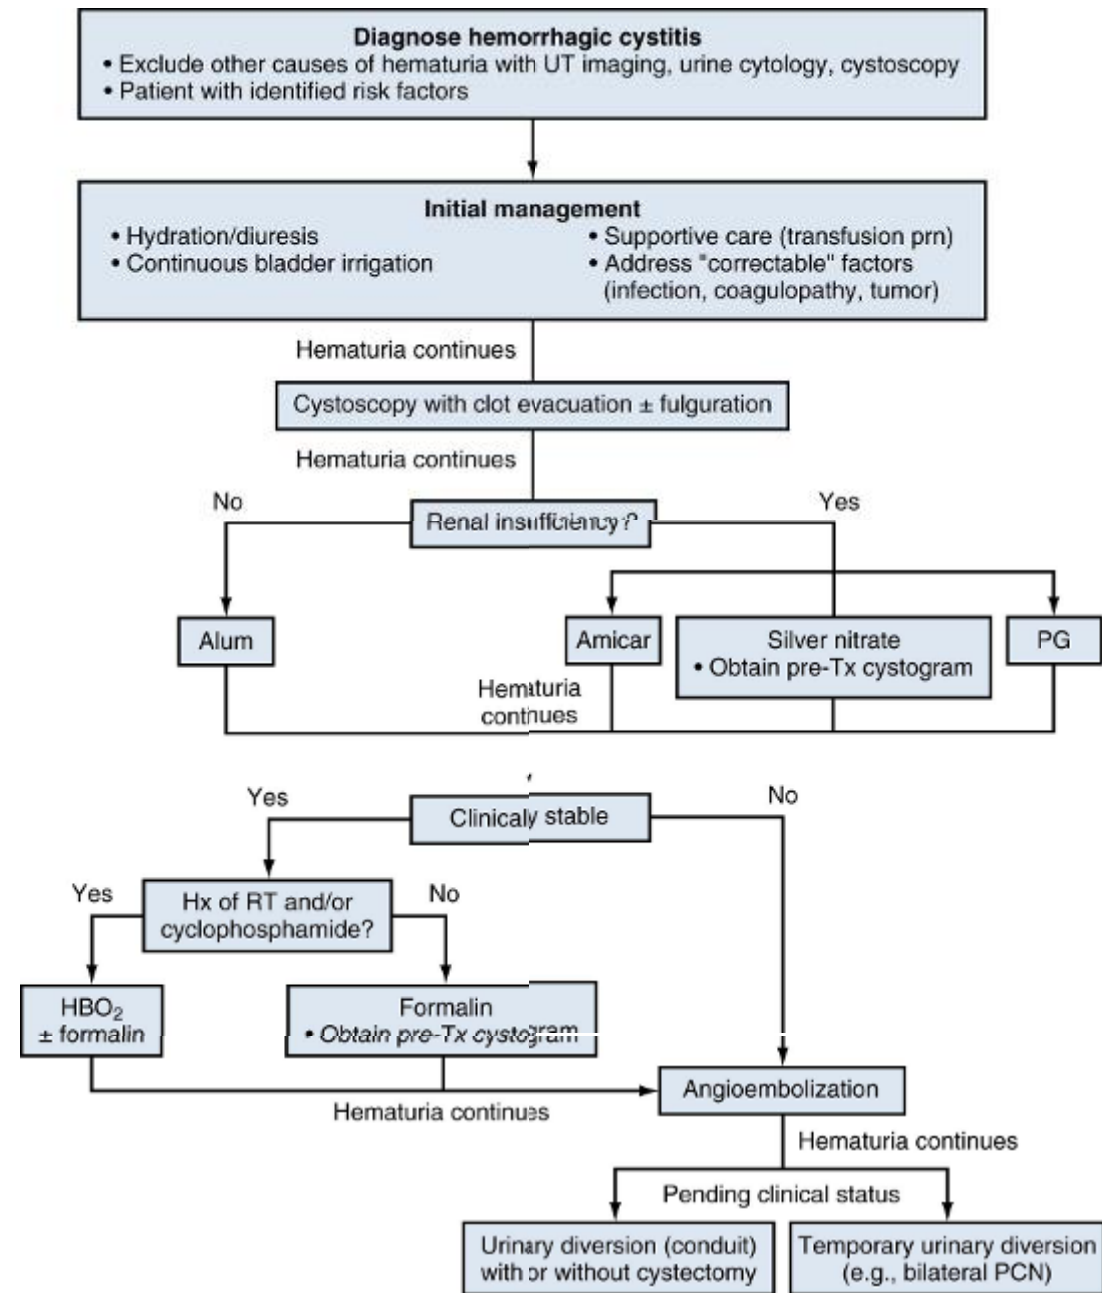 Diagnose hemorrhagic cystitis
• Exclude other causes of hematuria with UT imaging, urine cytology, cystoscopy
• Patient with identified risk factors
Initial management
• Hydration/diuresis
• Continuous bladder irrigation
• Supportive care (transfusion prn)
• Address "correctable" factors
(infection, coagulopathy, tumor)
Hematuria continues
Cystoscopy with clot evacuation ± fulguration
Hematuria continues
No
Renal insufficiency?
Yes
Alum
Amicar
Silver nitrate
• Obtain pre-Tx cystogram
PG
Hematuria
contnues
Yes
Clinicaly stable
No
Yes
Hx of RT and/or
cyclophosphamide?
No
HBO₂
± formalin
Formalin
• Obtain pre-Tx cystogram
Hematuria continues
Angioembolization
Hematuria continues
Pending clinical status
Urinary diversion (conduit)
with or without cystectomy
Temporary urinary diversion
(e.g., bilateral PCN)